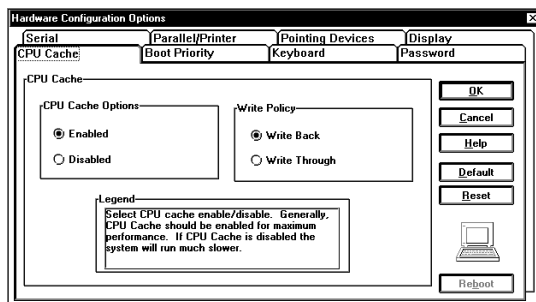 Hardware Configuration Options
Serial
Parallel/Printer
Pointing Devices
Display
CPU Cache
Boot Priority
Keyboard
Password
CPU Cache
CPU Cache Options
Enabled
Disabled
Write Policy
Write Back
Write Through
Legend
Select CPU cache enable/disable. Generally,
CPU Cache should be enabled for maximum
performance. If CPU Cache is disabled the
system will run much slower.
OK
Cancel
Help
Default
Reset
Reboot